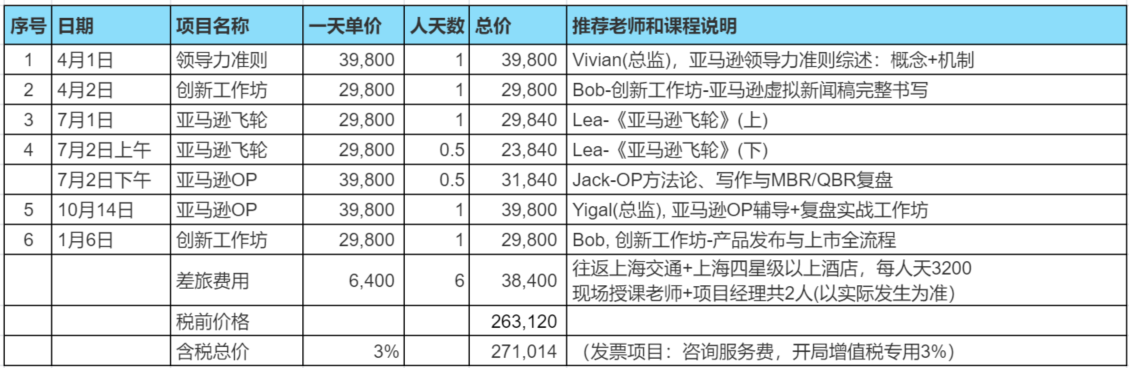 序号 日期 项目名称 一天单价 人天数 总价 推荐老师和课程说明
1 4月1日 领导力准则 39,800 1 39,800 Vivian(总监)，亚马逊领导力准则综述：概念+机制
2 4月2日 创新工作坊 29,800 1 29,800 Bob-创新工作坊-亚马逊虚拟新闻稿完整书写
3 7月1日 亚马逊飞轮 29,800 1 29,840 Lea-《亚马逊飞轮》(上)
4 7月2日上午 亚马逊飞轮 29,800 0.5 23,840 Lea-《亚马逊飞轮》(下)
7月2日下午 亚马逊OP 39,800 0.5 31,840 Jack-OP方法论、写作与MBR/QBR复盘
5 10月14日 亚马逊OP 39,800 1 39,800 Yigal(总监), 亚马逊OP辅导+复盘实战工作坊
6 1月6日 创新工作坊 29,800 1 29,800 Bob, 创新工作坊-产品发布与上市全流程
差旅费用 6,400 6 38,400 往返上海交通+上海四星级以上酒店，每人天3200
现场授课老师+项目经理共2人(以实际发生为准)
税前价格 263,120
含税总价 3% 271,014 （发票项目：咨询服务费，开局增值税专用3%）